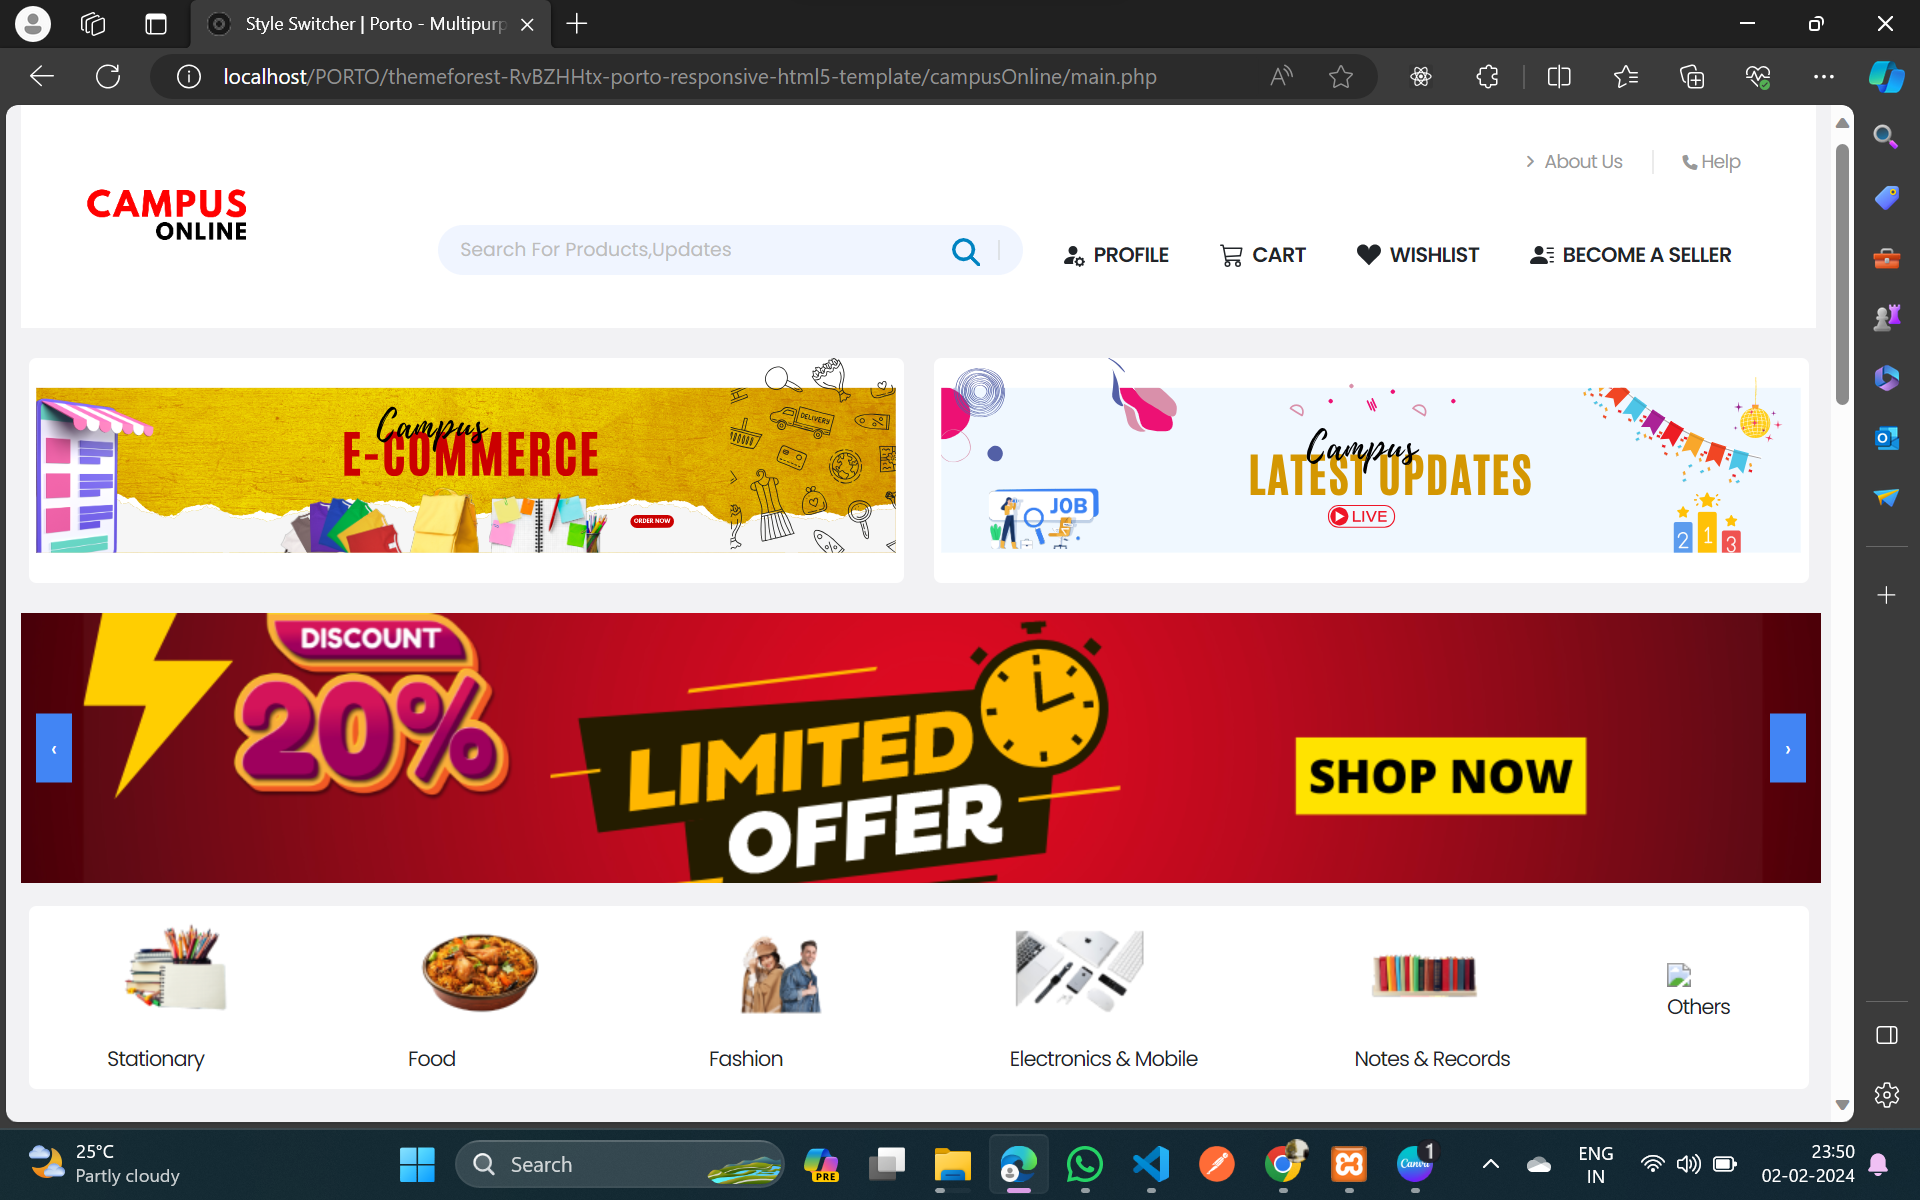 Style Switcher | Porto - Multipurp
localhost/PORTO/themeforest-RvBZHHtx-porto-responsive-html5-template/campusOnline/main.php
About Us
Help
CAMPUS
ONLINE
Search For Products,Updates
PROFILE
CART
WISHLIST
BECOME A SELLER
Campus
E-COMMERCE
ORDER NOW
DELIVERY
Campus
LATEST UPDATES
LIVE
JOB
2 1 3
DISCOUNT
20%
LIMITED
OFFER
SHOP NOW
‹
›
Stationary
Food
Fashion
Electronics & Mobile
Notes & Records
Others
25°C
Partly cloudy
Search
PRE
Canva
1
ENG
IN
23:50
02-02-2024